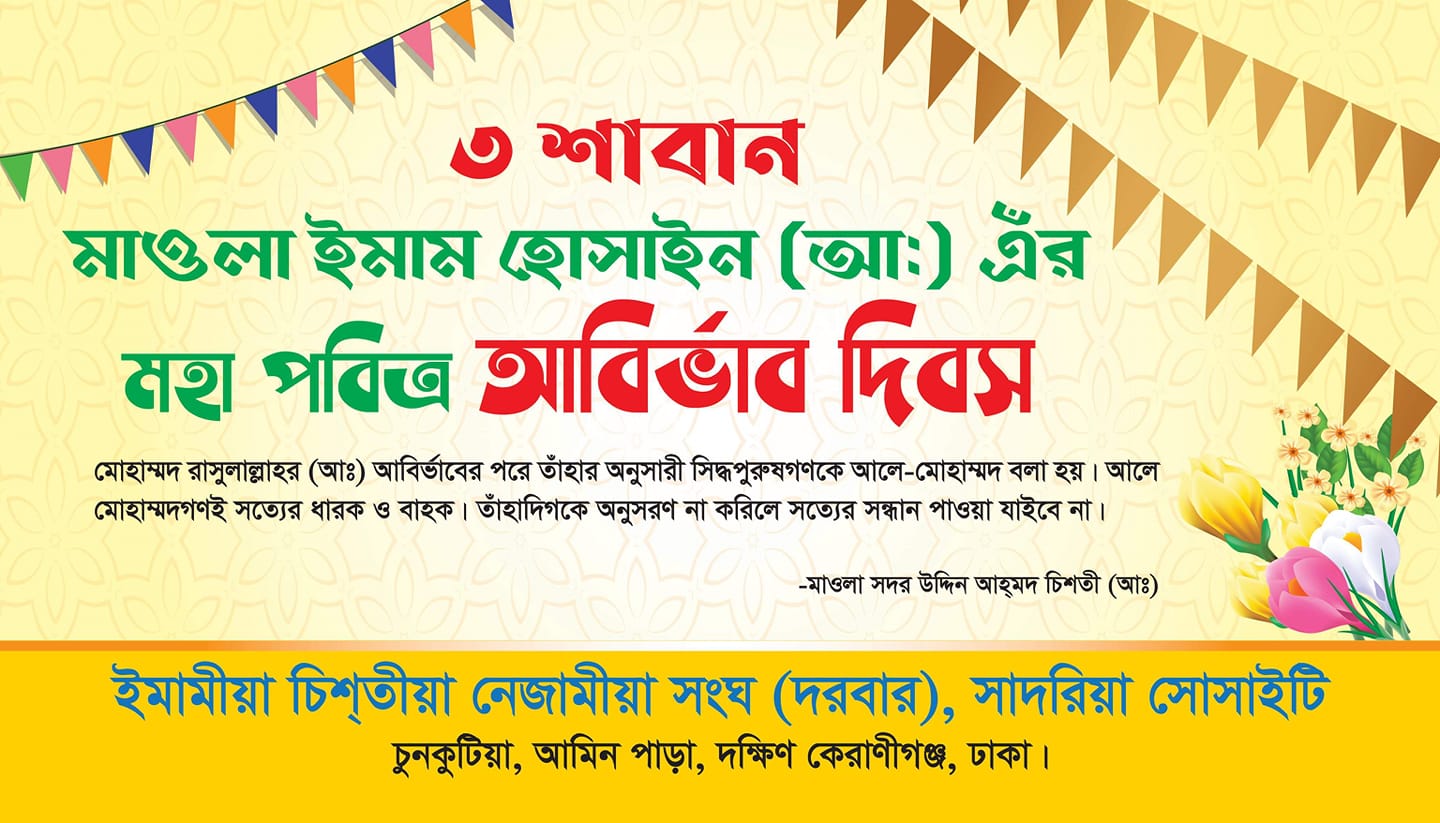 ৩ শাবান
মাওলা ইমাম হোসাইন (আ:) এঁর
মহা পবিত্র আবির্ভাব দিবস
মোহাম্মদ রাসুলাল্লাহর (আঃ) আবির্ভাবের পরে তাঁহার অনুসারী সিদ্ধপুরুষগণকে আলে-মোহাম্মদ বলা হয়। আলে
মোহাম্মদগণই সত্যের ধারক ও বাহক। তাঁহাদিগকে অনুসরণ না করিলে সত্যের সন্ধান পাওয়া যাইবে না।
-মাওলা সদর উদ্দিন আহ্‌মদ চিশতী (আঃ)
ইমামীয়া চিশ্‌তীয়া নেজামীয়া সংঘ (দরবার), সাদরিয়া সোসাইটি
চুনকুটিয়া, আমিন পাড়া, দক্ষিণ কেরাণীগঞ্জ, ঢাকা।